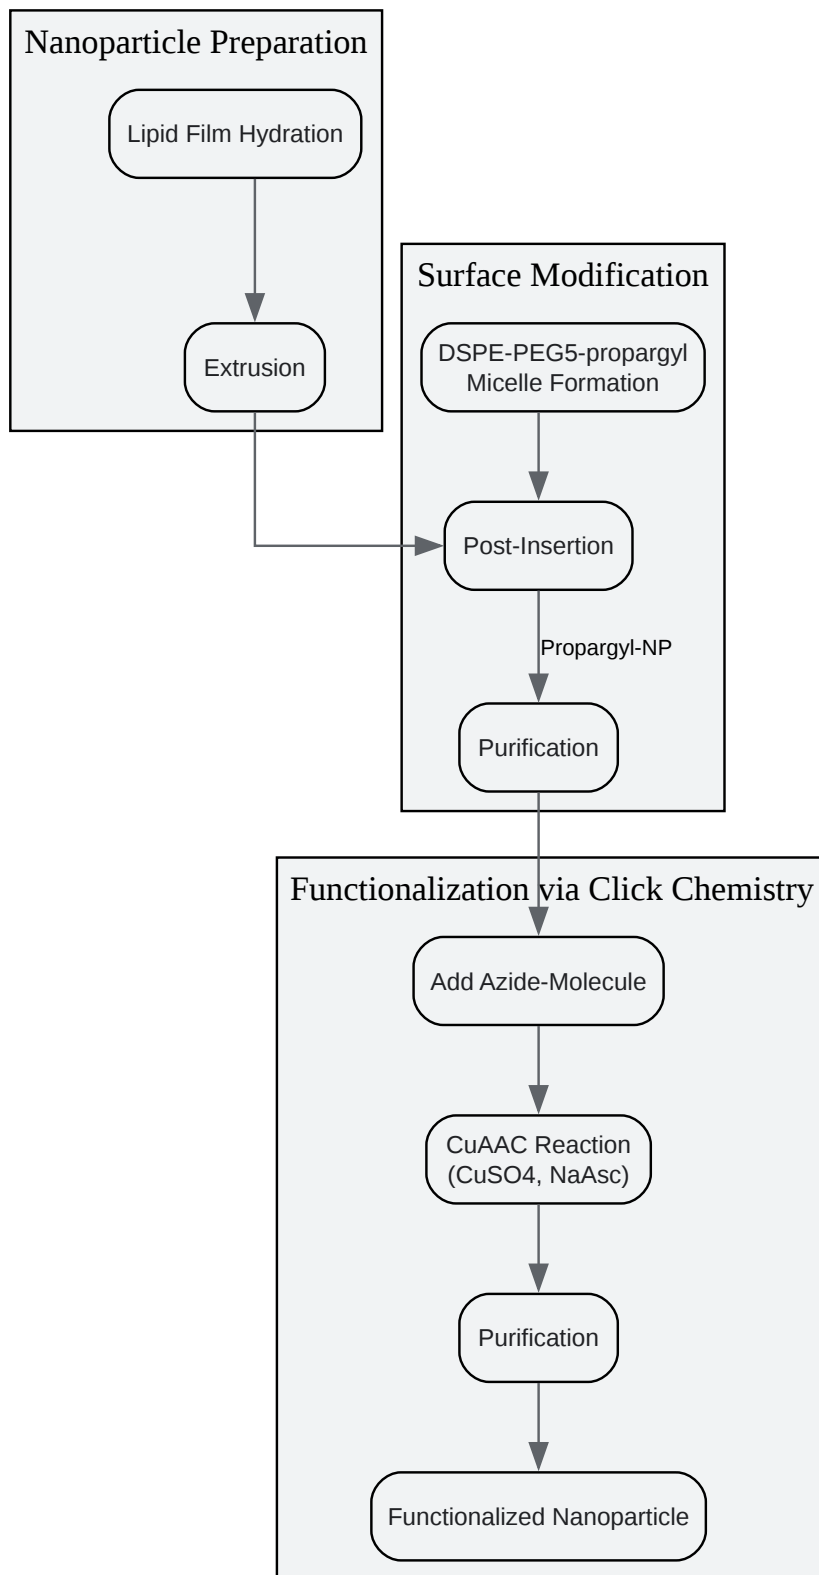 Nanoparticle Preparation
Lipid Film Hydration
Extrusion
Surface Modification
DSPE-PEG5-propargyl
Micelle Formation
Post-Insertion
Propargyl-NP
Purification
Functionalization via Click Chemistry
Add Azide-Molecule
CuAAC Reaction
(CuSO4, NaAsc)
Purification
Functionalized Nanoparticle